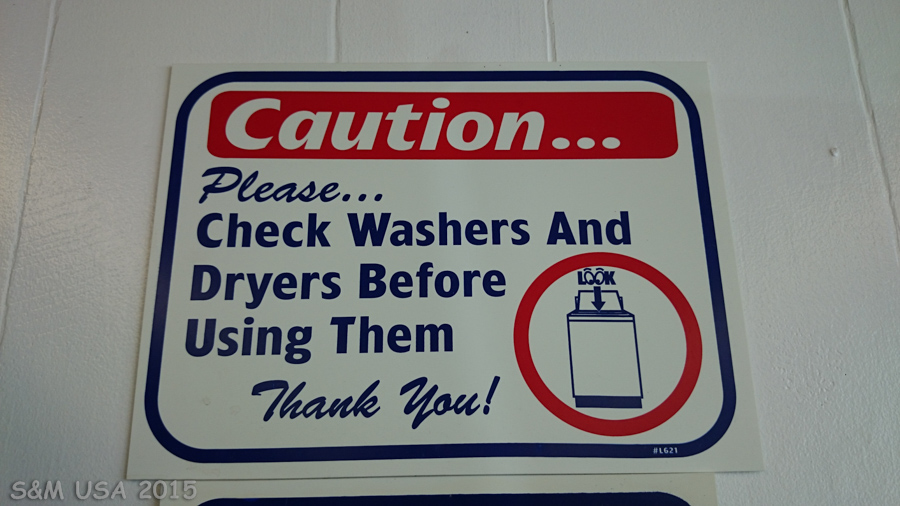 Caution...
Please...
Check Washers And
Dryers Before
Using Them
Thank You!
LOOK
#LG21
S&M USA 2015